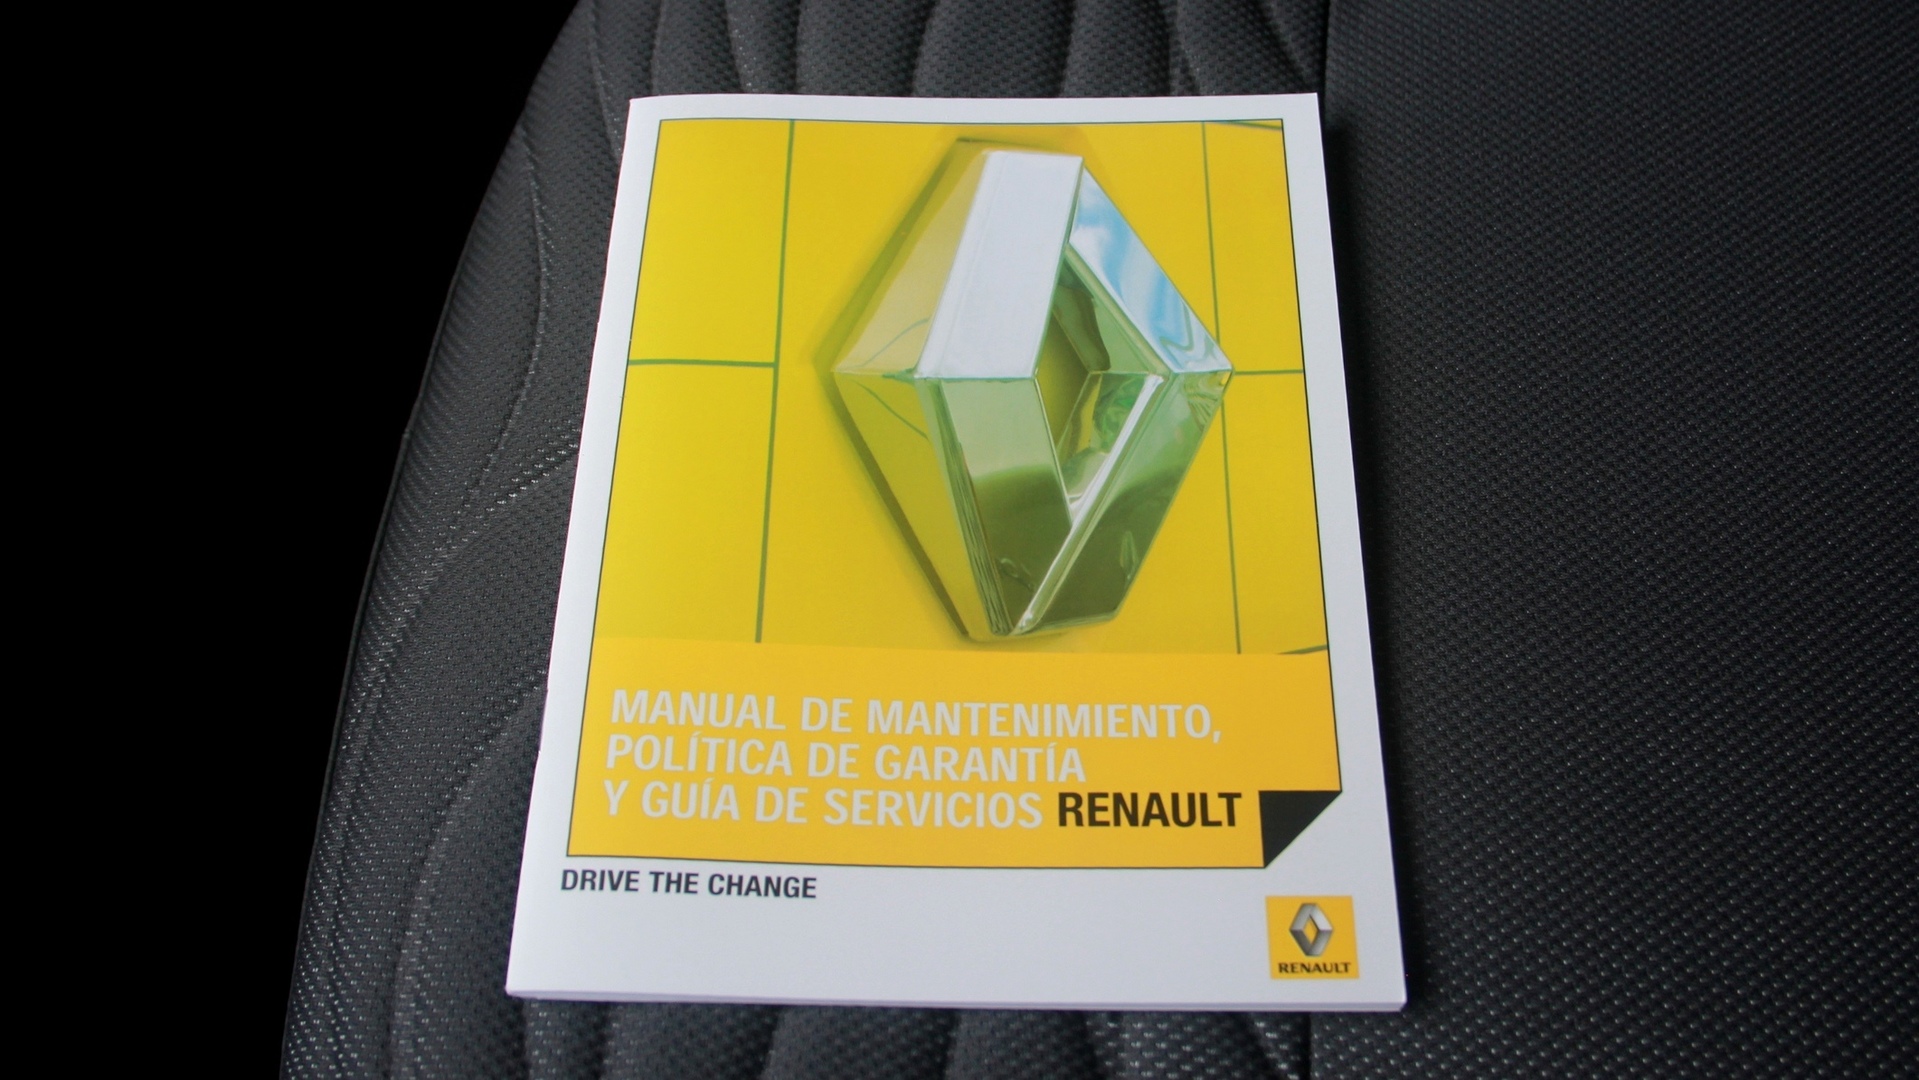 MANUAL DE MANTENIMIENTO,
POLÍTICA DE GARANTÍA
Y GUÍA DE SERVICIOS RENAULT
DRIVE THE CHANGE
RENAULT